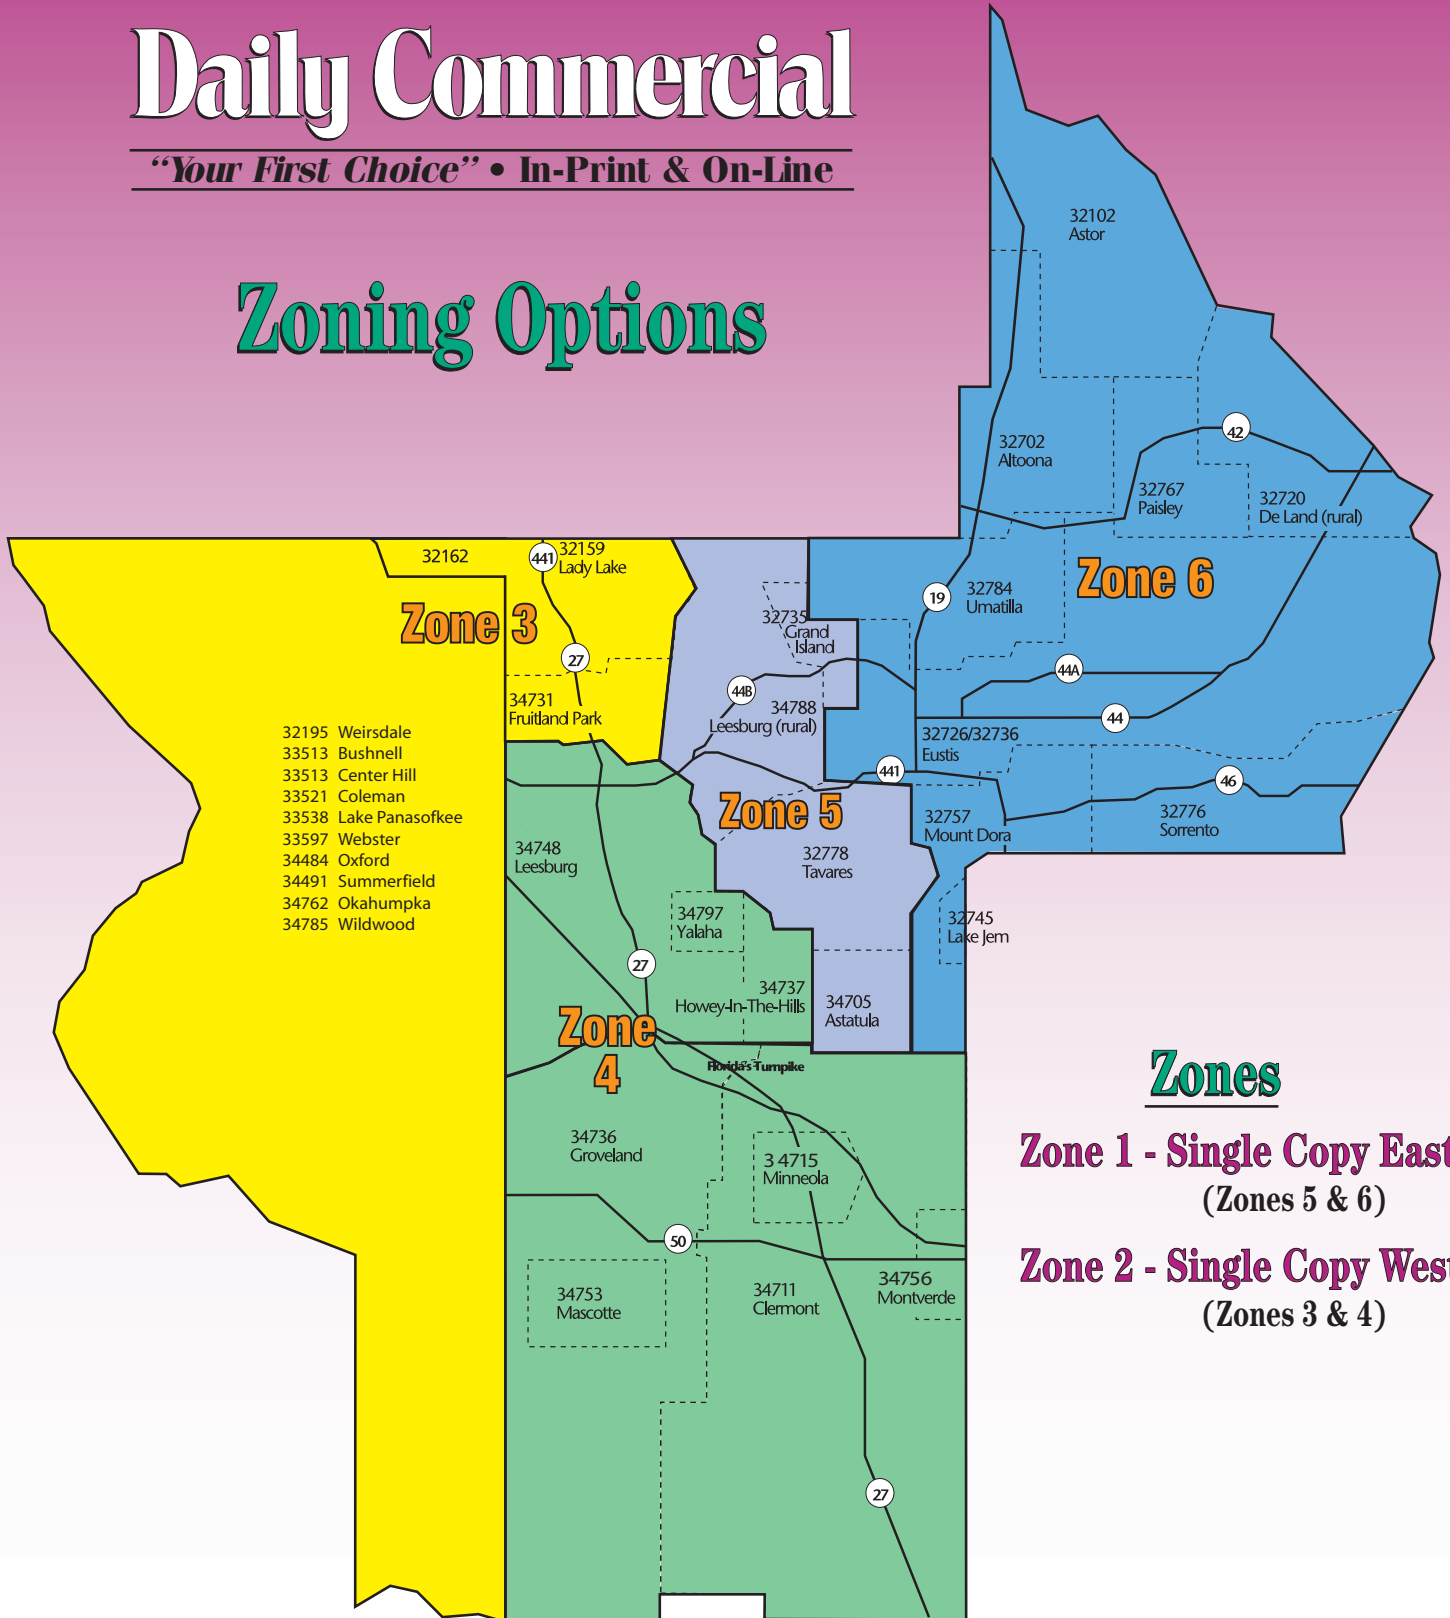 Daily Commercial
“Your First Choice” • In-Print & On-Line
Zoning Options
32102
Astor
42
32702
Altoona
32767
Paisley
32720
De Land (rural)
32162
441
32159
Lady Lake
Zone 3
27
34731
Fruitland Park
32735
Grand
Island
19
32784
Umatilla
Zone 6
44A
44B
34788
Leesburg (rural)
44
32726/32736
Eustis
441
46
32195 Weirsdale
33513 Bushnell
33513 Center Hill
33521 Coleman
33538 Lake Panasofkee
33597 Webster
34484 Oxford
34491 Summerfield
34762 Okahumpka
34785 Wildwood
Zone 5
32757
Mount Dora
32776
Sorrento
34748
Leesburg
32778
Tavares
34797
Yalaha
32745
Lake Jem
27
34737
Howey-In-The-Hills
34705
Astatula
Zone
4
Florida's Turnpike
34736
Groveland
3 4715
Minneola
50
34753
Mascotte
34711
Clermont
34756
Montverde
27
Zones
Zone 1 - Single Copy East
(Zones 5 & 6)
Zone 2 - Single Copy West
(Zones 3 & 4)